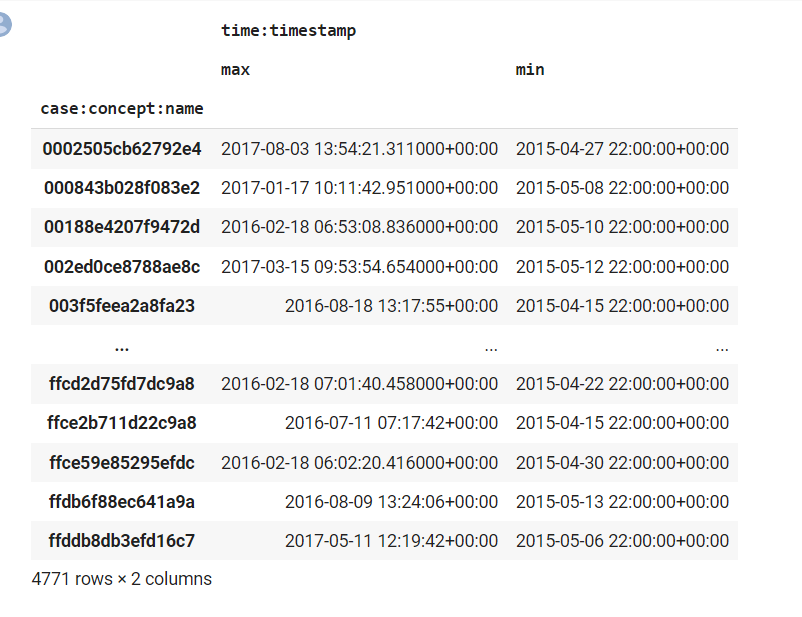 time:timestamp
max min
case:concept:name
0002505cb62792e4 2017-08-03 13:54:21.311000+00:00 2015-04-27 22:00:00+00:00
000843b028f083e2 2017-01-17 10:11:42.951000+00:00 2015-05-08 22:00:00+00:00
00188e4207f9472d 2016-02-18 06:53:08.836000+00:00 2015-05-10 22:00:00+00:00
002ed0ce8788ae8c 2017-03-15 09:53:54.654000+00:00 2015-05-12 22:00:00+00:00
003f5feea2a8fa23 2016-08-18 13:17:55+00:00 2015-04-15 22:00:00+00:00
... ... ...
ffcd2d75fd7dc9a8 2016-02-18 07:01:40.458000+00:00 2015-04-22 22:00:00+00:00
ffce2b711d22c9a8 2016-07-11 07:17:42+00:00 2015-04-15 22:00:00+00:00
ffce59e85295efdc 2016-02-18 06:02:20.416000+00:00 2015-04-30 22:00:00+00:00
ffdb6f88ec641a9a 2016-08-09 13:24:06+00:00 2015-05-13 22:00:00+00:00
ffddb8db3efd16c7 2017-05-11 12:19:42+00:00 2015-05-06 22:00:00+00:00
4771 rows × 2 columns